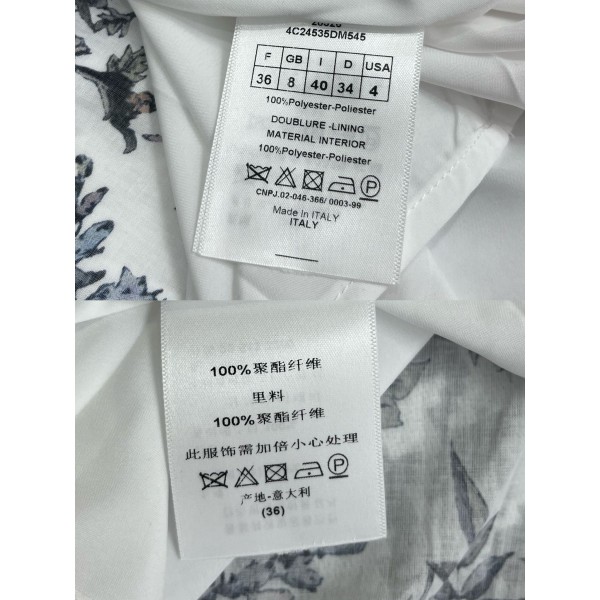 4C24535DM545
F GB I D USA
36 8 40 34 4
100%Polyester-Poliester
DOUBLURE -LINING
MATERIAL INTERIOR
100%Polyester-Poliester
P
CNPJ.02-046-366/ 0003-99
Made In ITALY
ITALY
100%聚酯纤维
里料
100%聚酯纤维
此服饰需加倍小心处理
P
产地-意大利
(36)